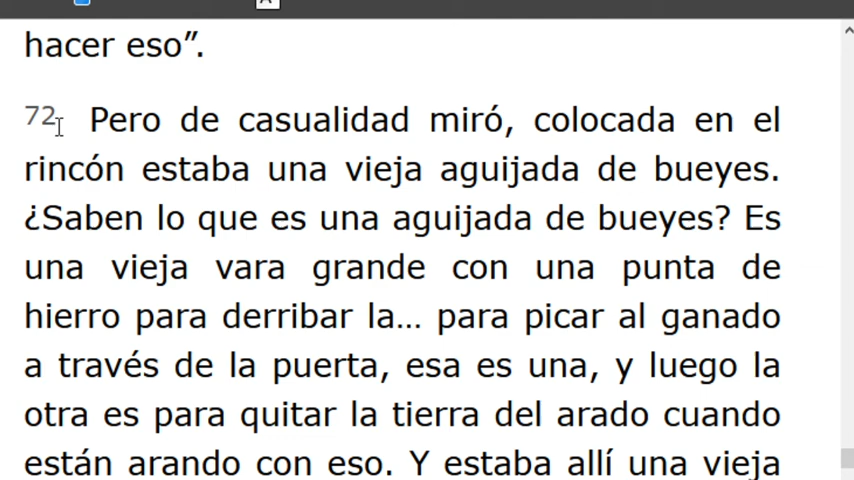 hacer eso”.
72 Pero de casualidad miró, colocada en el
rincón estaba una vieja aguijada de bueyes.
¿Saben lo que es una aguijada de bueyes? Es
una vieja vara grande con una punta de
hierro para derribar la… para picar al ganado
a través de la puerta, esa es una, y luego la
otra es para quitar la tierra del arado cuando
están arando con eso. Y estaba allí una vieja